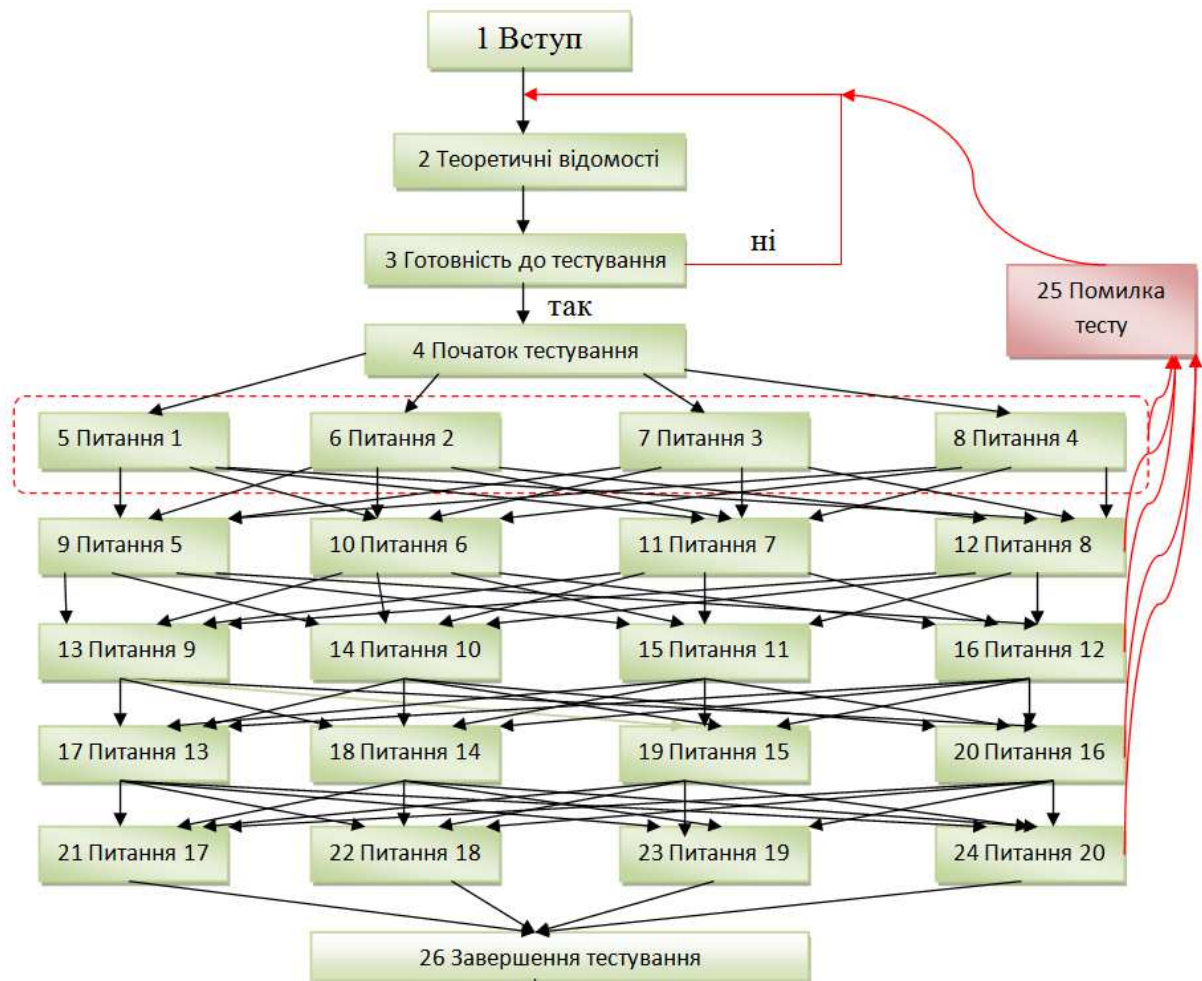 1 Вступ
2 Теоретичні відомості
3 Готовність до тестування
ні
так
25 Помилка
тесту
4 Початок тестування
5 Питання 1
6 Питання 2
7 Питання 3
8 Питання 4
9 Питання 5
10 Питання 6
11 Питання 7
12 Питання 8
13 Питання 9
14 Питання 10
15 Питання 11
16 Питання 12
17 Питання 13
18 Питання 14
19 Питання 15
20 Питання 16
21 Питання 17
22 Питання 18
23 Питання 19
24 Питання 20
26 Завершення тестування